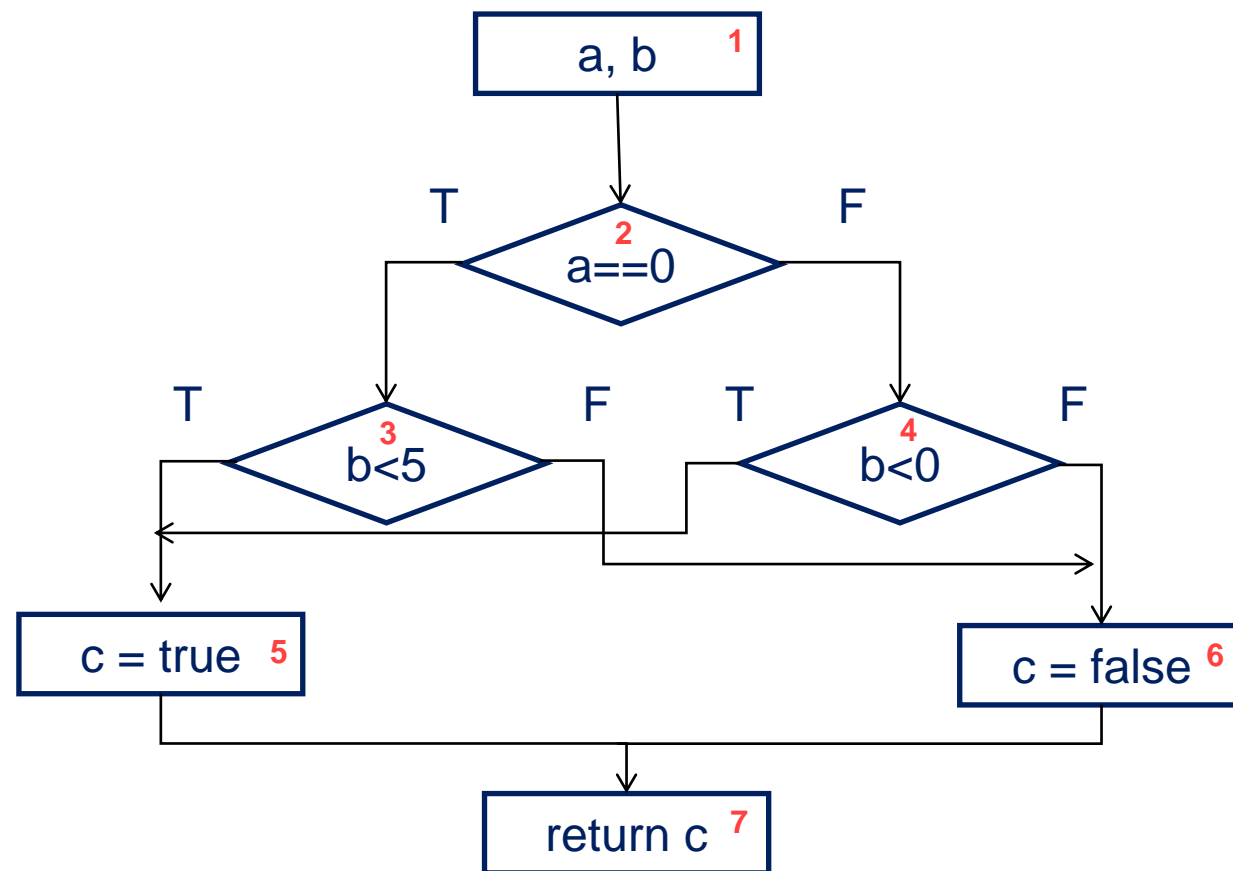 a, b 1
T F
2
a==0
T F T F
3 4
b<5 b<0
c = true 5
c = false 6
return c 7